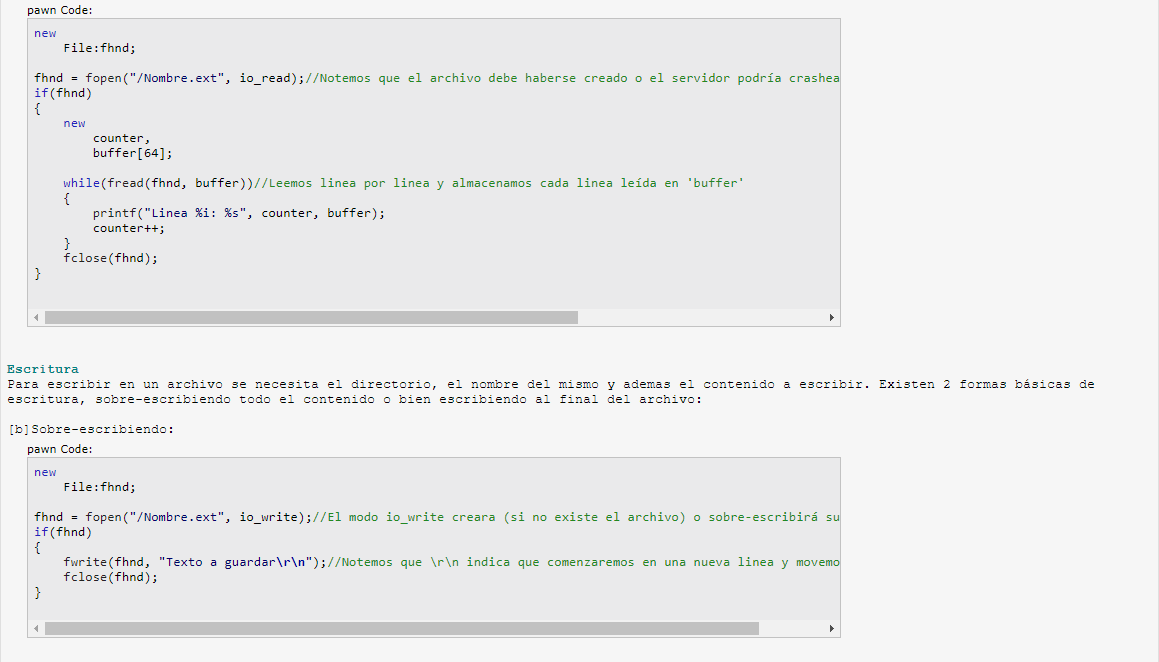 pawn Code:
new
File:fhnd;
fhnd = fopen("/Nombre.ext", io_read);//Notemos que el archivo debe haberse creado o el servidor podría crashea
if(fhnd)
{
new
counter,
buffer[64];
while(fread(fhnd, buffer))//Leemos linea por linea y almacenamos cada linea leída en 'buffer'
{
printf("Linea %i: %s", counter, buffer);
counter++;
}
fclose(fhnd);
}
Escritura
Para escribir en un archivo se necesita el directorio, el nombre del mismo y ademas el contenido a escribir. Existen 2 formas básicas de
escritura, sobre-escribiendo todo el contenido o bien escribiendo al final del archivo:
[b]Sobre-escribiendo:
pawn Code:
new
File:fhnd;
fhnd = fopen("/Nombre.ext", io_write);//El modo io_write creara (si no existe el archivo) o sobre-escribirá su
if(fhnd)
{
fwrite(fhnd, "Texto a guardar\r\n");//Notemos que \r\n indica que comenzaremos en una nueva linea y movemo
fclose(fhnd);
}